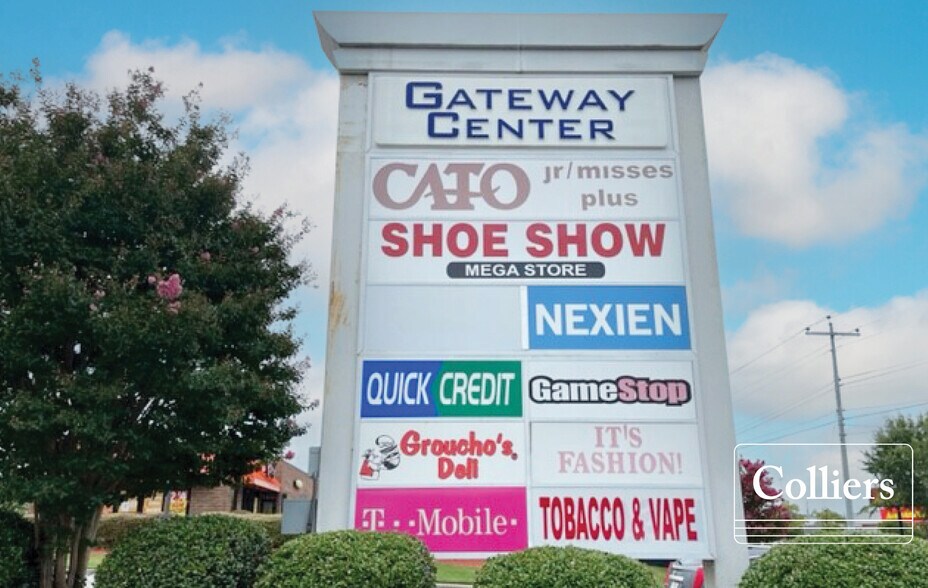 GATEWAY
CENTER
CATO jr/misses
plus
SHOE SHOW
MEGA STORE
NEXIEN
QUICK CREDIT
GameStop
Groucho's
Deli
IT'S
FASHION!
T··Mobile·
TOBACCO & VAPE
Colliers